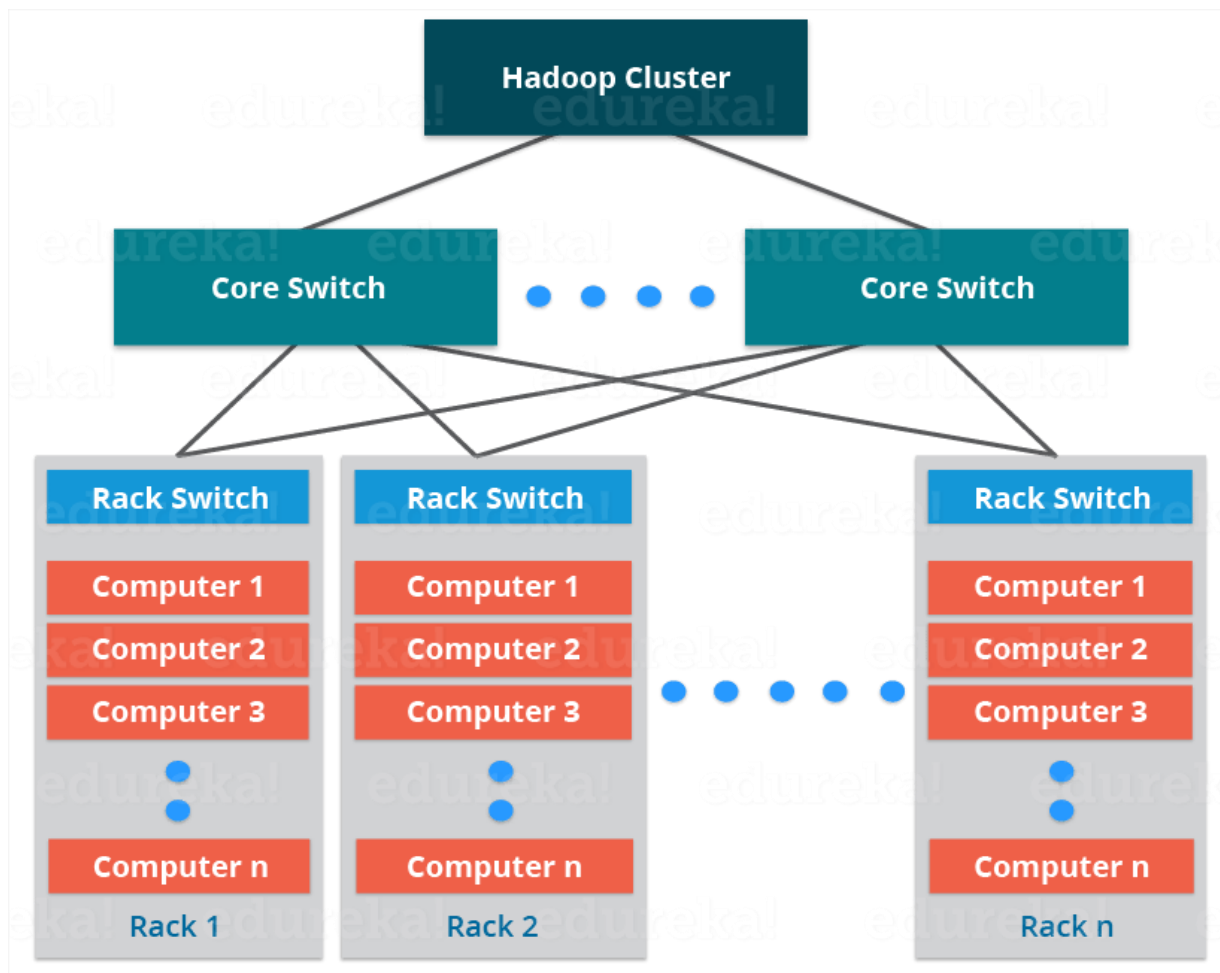 Hadoop Cluster
Core Switch
Core Switch
Rack Switch
Rack Switch
Rack Switch
Computer 1
Computer 1
Computer 1
Computer 2
Computer 2
Computer 2
Computer 3
Computer 3
Computer 3
Computer n
Computer n
Computer n
Rack 1
Rack 2
Rack n
edureka!